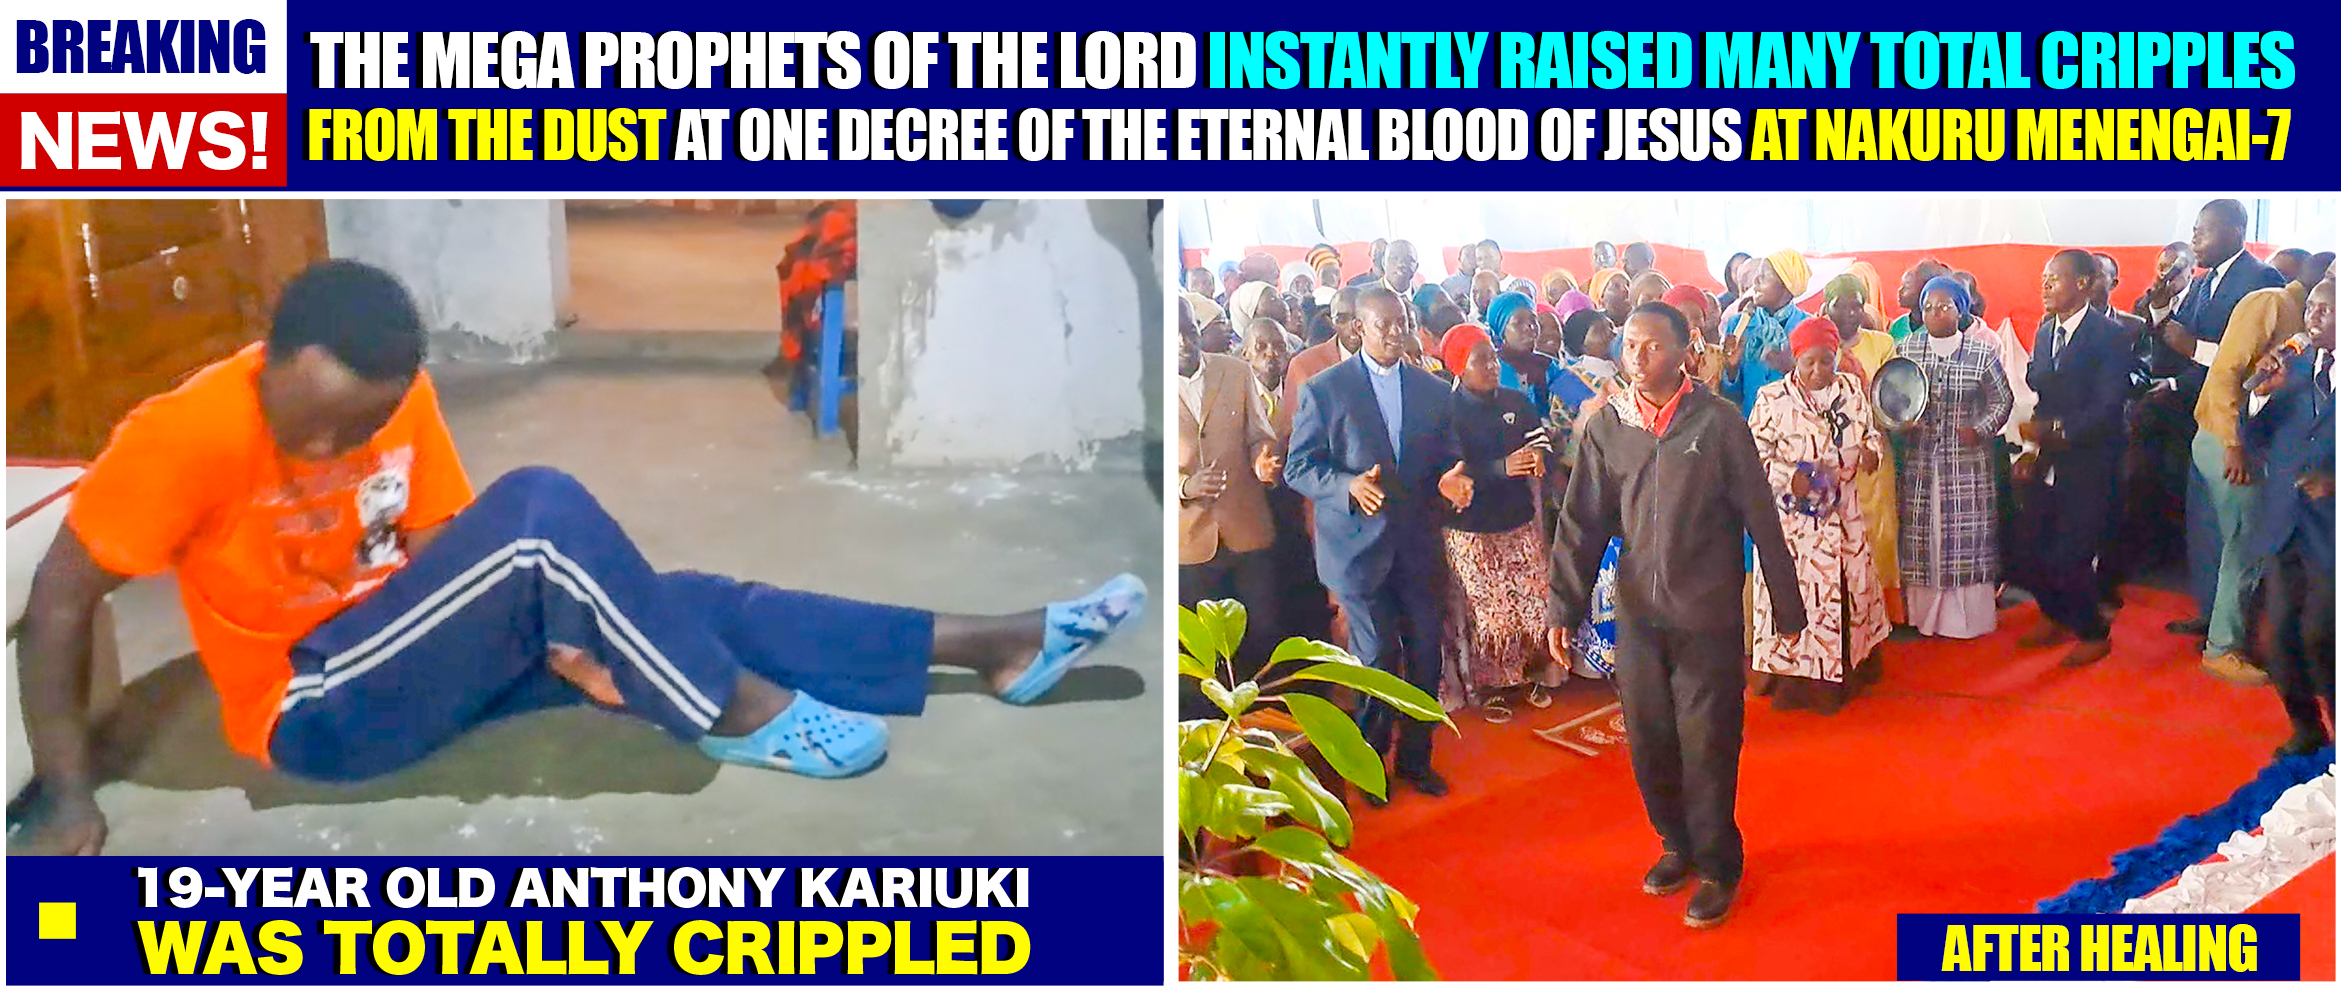 BREAKING
NEWS!
THE MEGA PROPHETS OF THE LORD INSTANTLY RAISED MANY TOTAL CRIPPLES
FROM THE DUST AT ONE DECREE OF THE ETERNAL BLOOD OF JESUS AT NAKURU MENENGAI-7
19-YEAR OLD ANTHONY KARIUKI
WAS TOTALLY CRIPPLED
AFTER HEALING